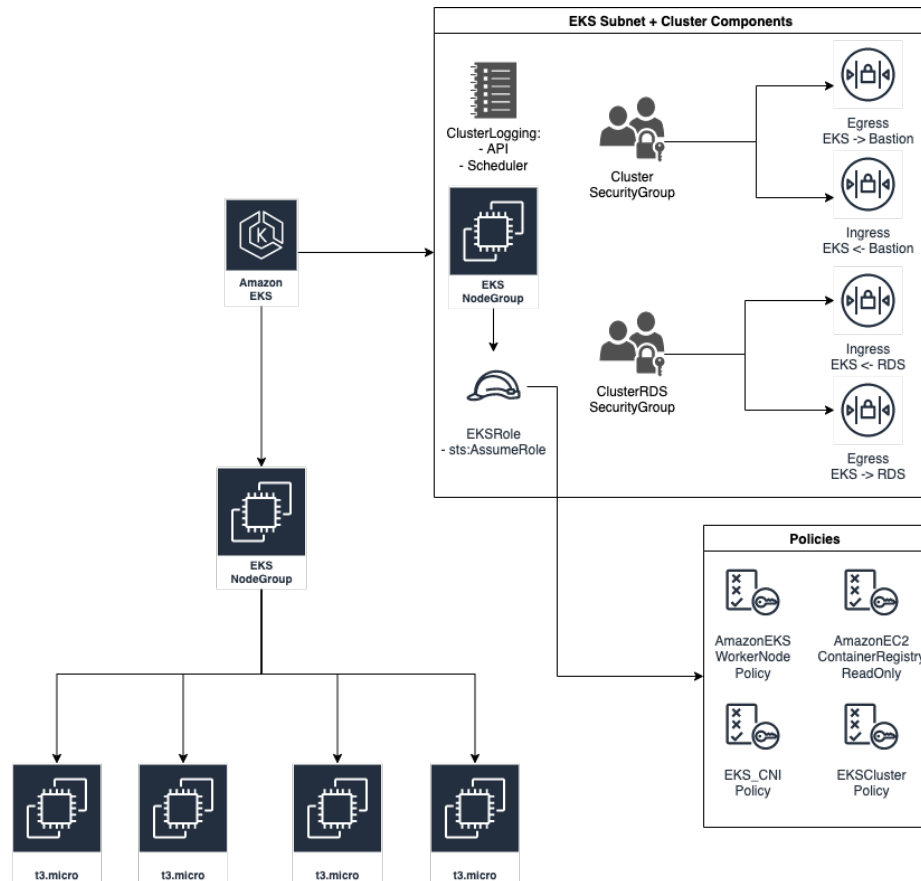 EKS Subnet + Cluster Components
ClusterLogging:
- API
- Scheduler
Cluster
SecurityGroup
Egress
EKS -> Bastion
Ingress
EKS <- Bastion
Amazon
EKS
EKS
NodeGroup
Ingress
EKS <- RDS
ClusterRDS
SecurityGroup
EKSRole
- sts:AssumeRole
Egress
EKS -> RDS
EKS
NodeGroup
Policies
AmazonEKS
WorkerNode
Policy
AmazonEC2
ContainerRegistry
ReadOnly
EKS_CNI
Policy
EKSCluster
Policy
t3.micro
t3.micro
t3.micro
t3.micro